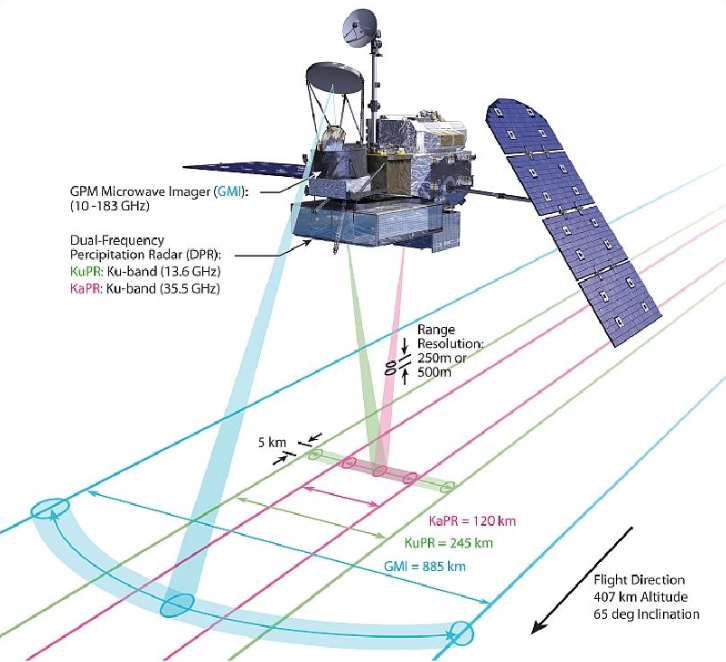 GPM Microwave Imager (GMI):
(10 -183 GHz)
Dual-Frequency
Percipitation Radar (DPR):
KuPR: Ku-band (13.6 GHz)
KaPR: Ku-band (35.5 GHz)
Range
Resolution:
250m or
500m
5 km
KaPR = 120 km
KuPR = 245 km
GMI = 885 km
Flight Direction
407 km Altitude
65 deg Inclination